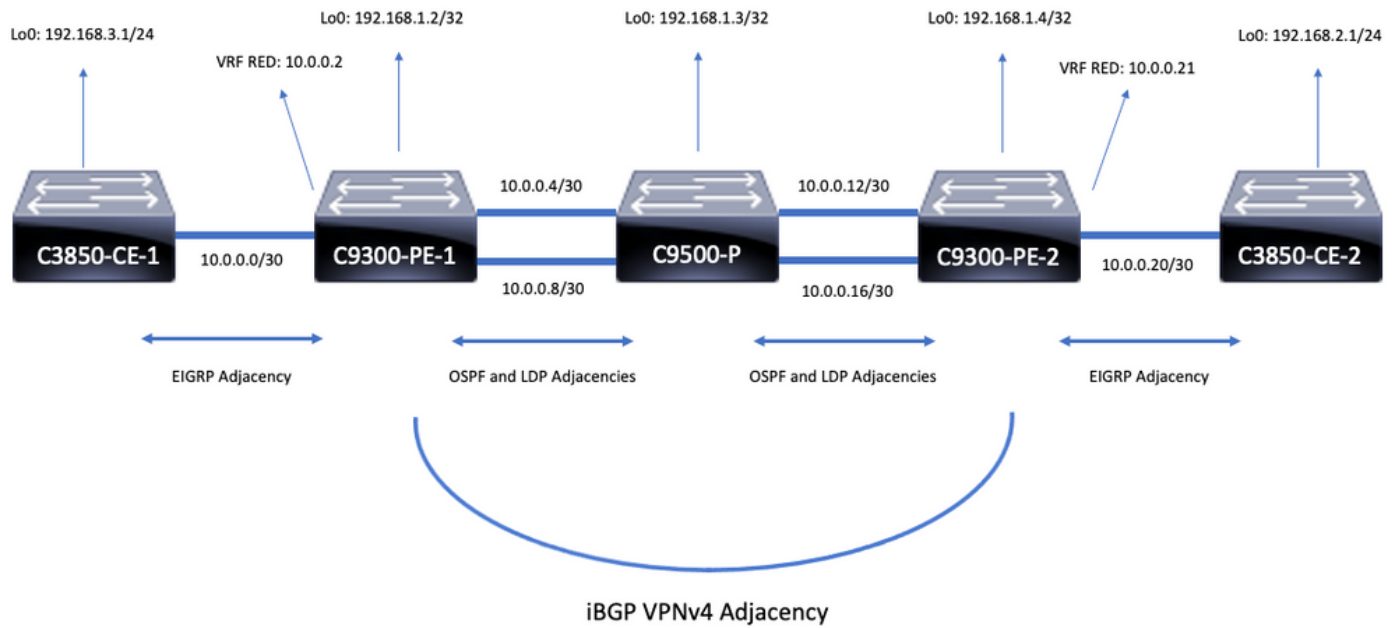 Lo0: 192.168.3.1/24
Lo0: 192.168.1.2/32
Lo0: 192.168.1.3/32
Lo0: 192.168.1.4/32
Lo0: 192.168.2.1/24
VRF RED: 10.0.0.2
VRF RED: 10.0.0.21
10.0.0.4/30
10.0.0.12/30
C3850-CE-1
C9300-PE-1
C9500-P
C9300-PE-2
C3850-CE-2
10.0.0.0/30
10.0.0.8/30
10.0.0.16/30
10.0.0.20/30
EIGRP Adjacency
OSPF and LDP Adjacencies
OSPF and LDP Adjacencies
EIGRP Adjacency
iBGP VPNv4 Adjacency